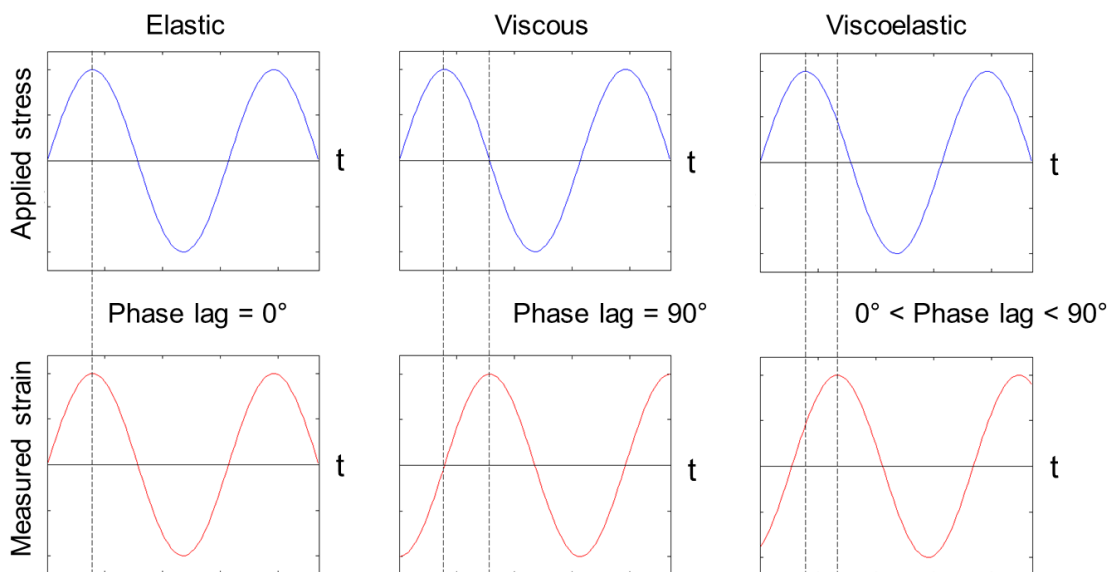 Elastic
Viscous
Viscoelastic
Applied stress
t
t
t
Phase lag = 0°
Phase lag = 90°
0° < Phase lag < 90°
Measured strain
t
t
t